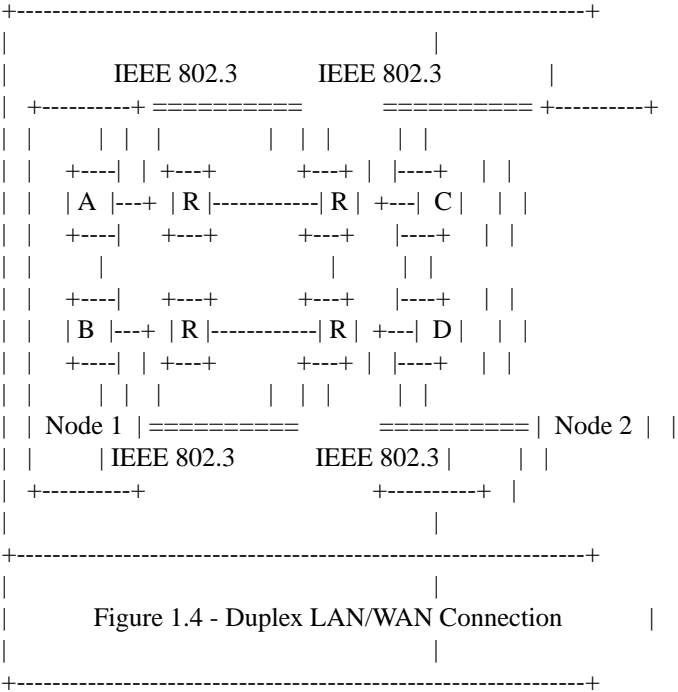 +----------------------------------------------------------------+
| |
| IEEE 802.3 IEEE 802.3 |
| +----------+ ========== ========== +----------+
| | | | | | | | | |
| | +----| | +---+ +---+ | |----+ | |
| | | A |---+ | R |------------| R | +---| C | | |
| | +----| +---+ +---+ |----+ | |
| | | | | |
| | +----| +---+ +---+ |----+ | |
| | | B |---+ | R |------------| R | +---| D | | |
| | +----| | +---+ +---+ | |----+ | |
| | | | | | | | | |
| | Node 1 | ========== ========== | Node 2 | |
| | | IEEE 802.3 IEEE 802.3 | | |
| +----------+ +----------+ |
| |
+----------------------------------------------------------------+
| |
| Figure 1.4 - Duplex LAN/WAN Connection |
| |
+----------------------------------------------------------------+